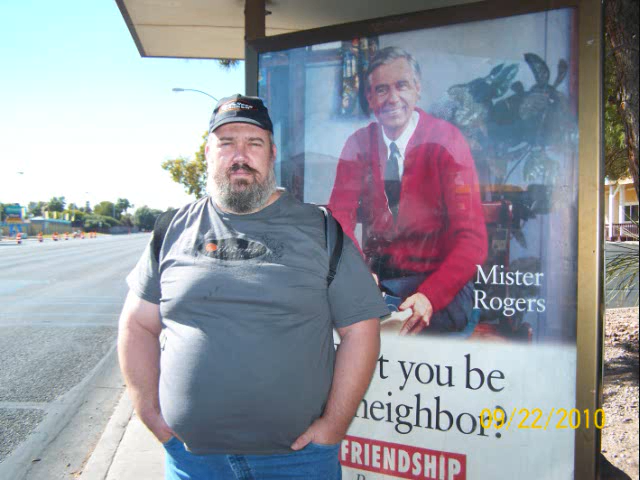 Mister
Rogers
t you be
neighbor?
FRIENDSHIP
09/22/2010